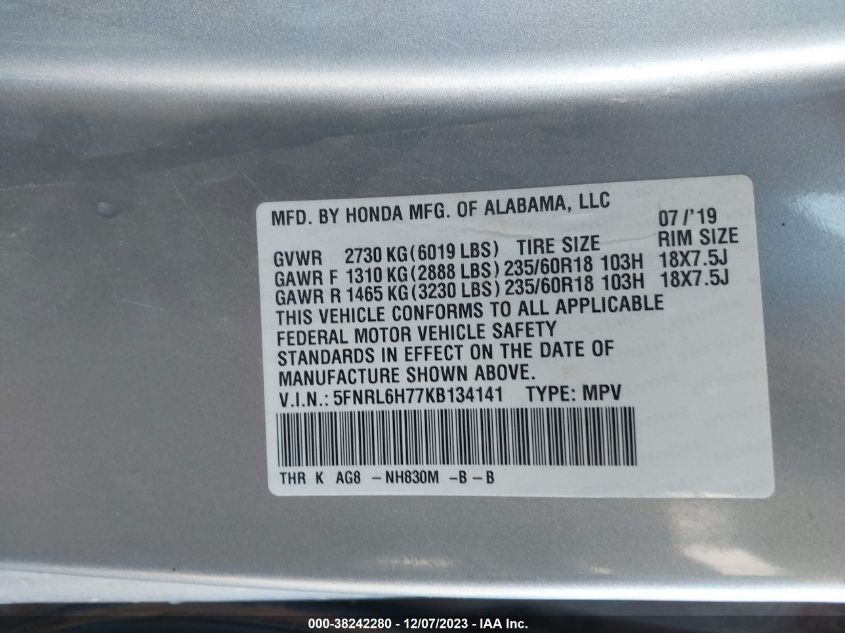 MFD. BY HONDA MFG. OF ALABAMA, LLC 07/'19
GVWR 2730 KG(6019 LBS) TIRE SIZE RIM SIZE
GAWR F 1310 KG(2888 LBS) 235/60R18 103H 18X7.5J
GAWR R 1465 KG(3230 LBS) 235/60R18 103H 18X7.5J
THIS VEHICLE CONFORMS TO ALL APPLICABLE
FEDERAL MOTOR VEHICLE SAFETY
STANDARDS IN EFFECT ON THE DATE OF
MANUFACTURE SHOWN ABOVE.
V.I.N.: 5FNRL6H77KB134141 TYPE: MPV
THR K AG8 -NH830M -B-B
000-38242280 - 12/07/2023 - IAA Inc.